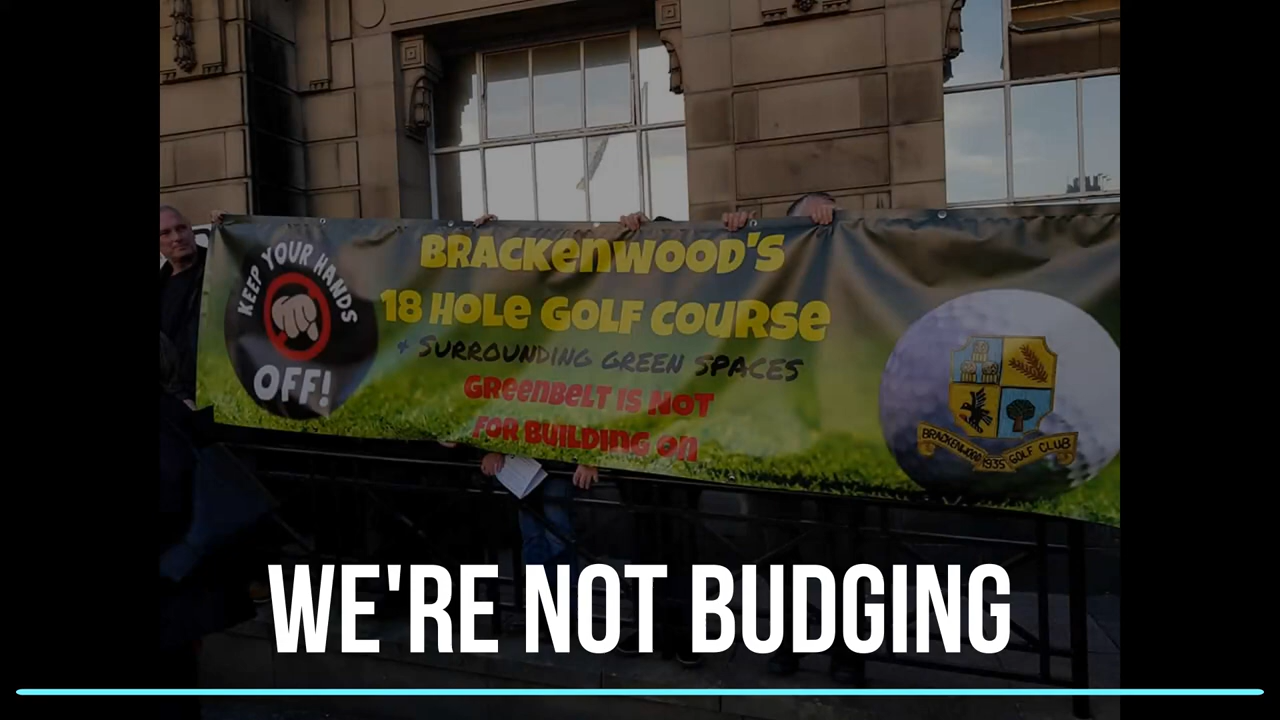 KEEP YOUR HANDS
OFF!
BRACKENWOOD'S
18 HOLE GOLF COURSE
+ SURROUNDING GREEN SPACES
GREENBELT IS NOT
FOR BUILDING ON
BRACKENWOOD 1935 GOLF CLUB
WE'RE NOT BUDGING